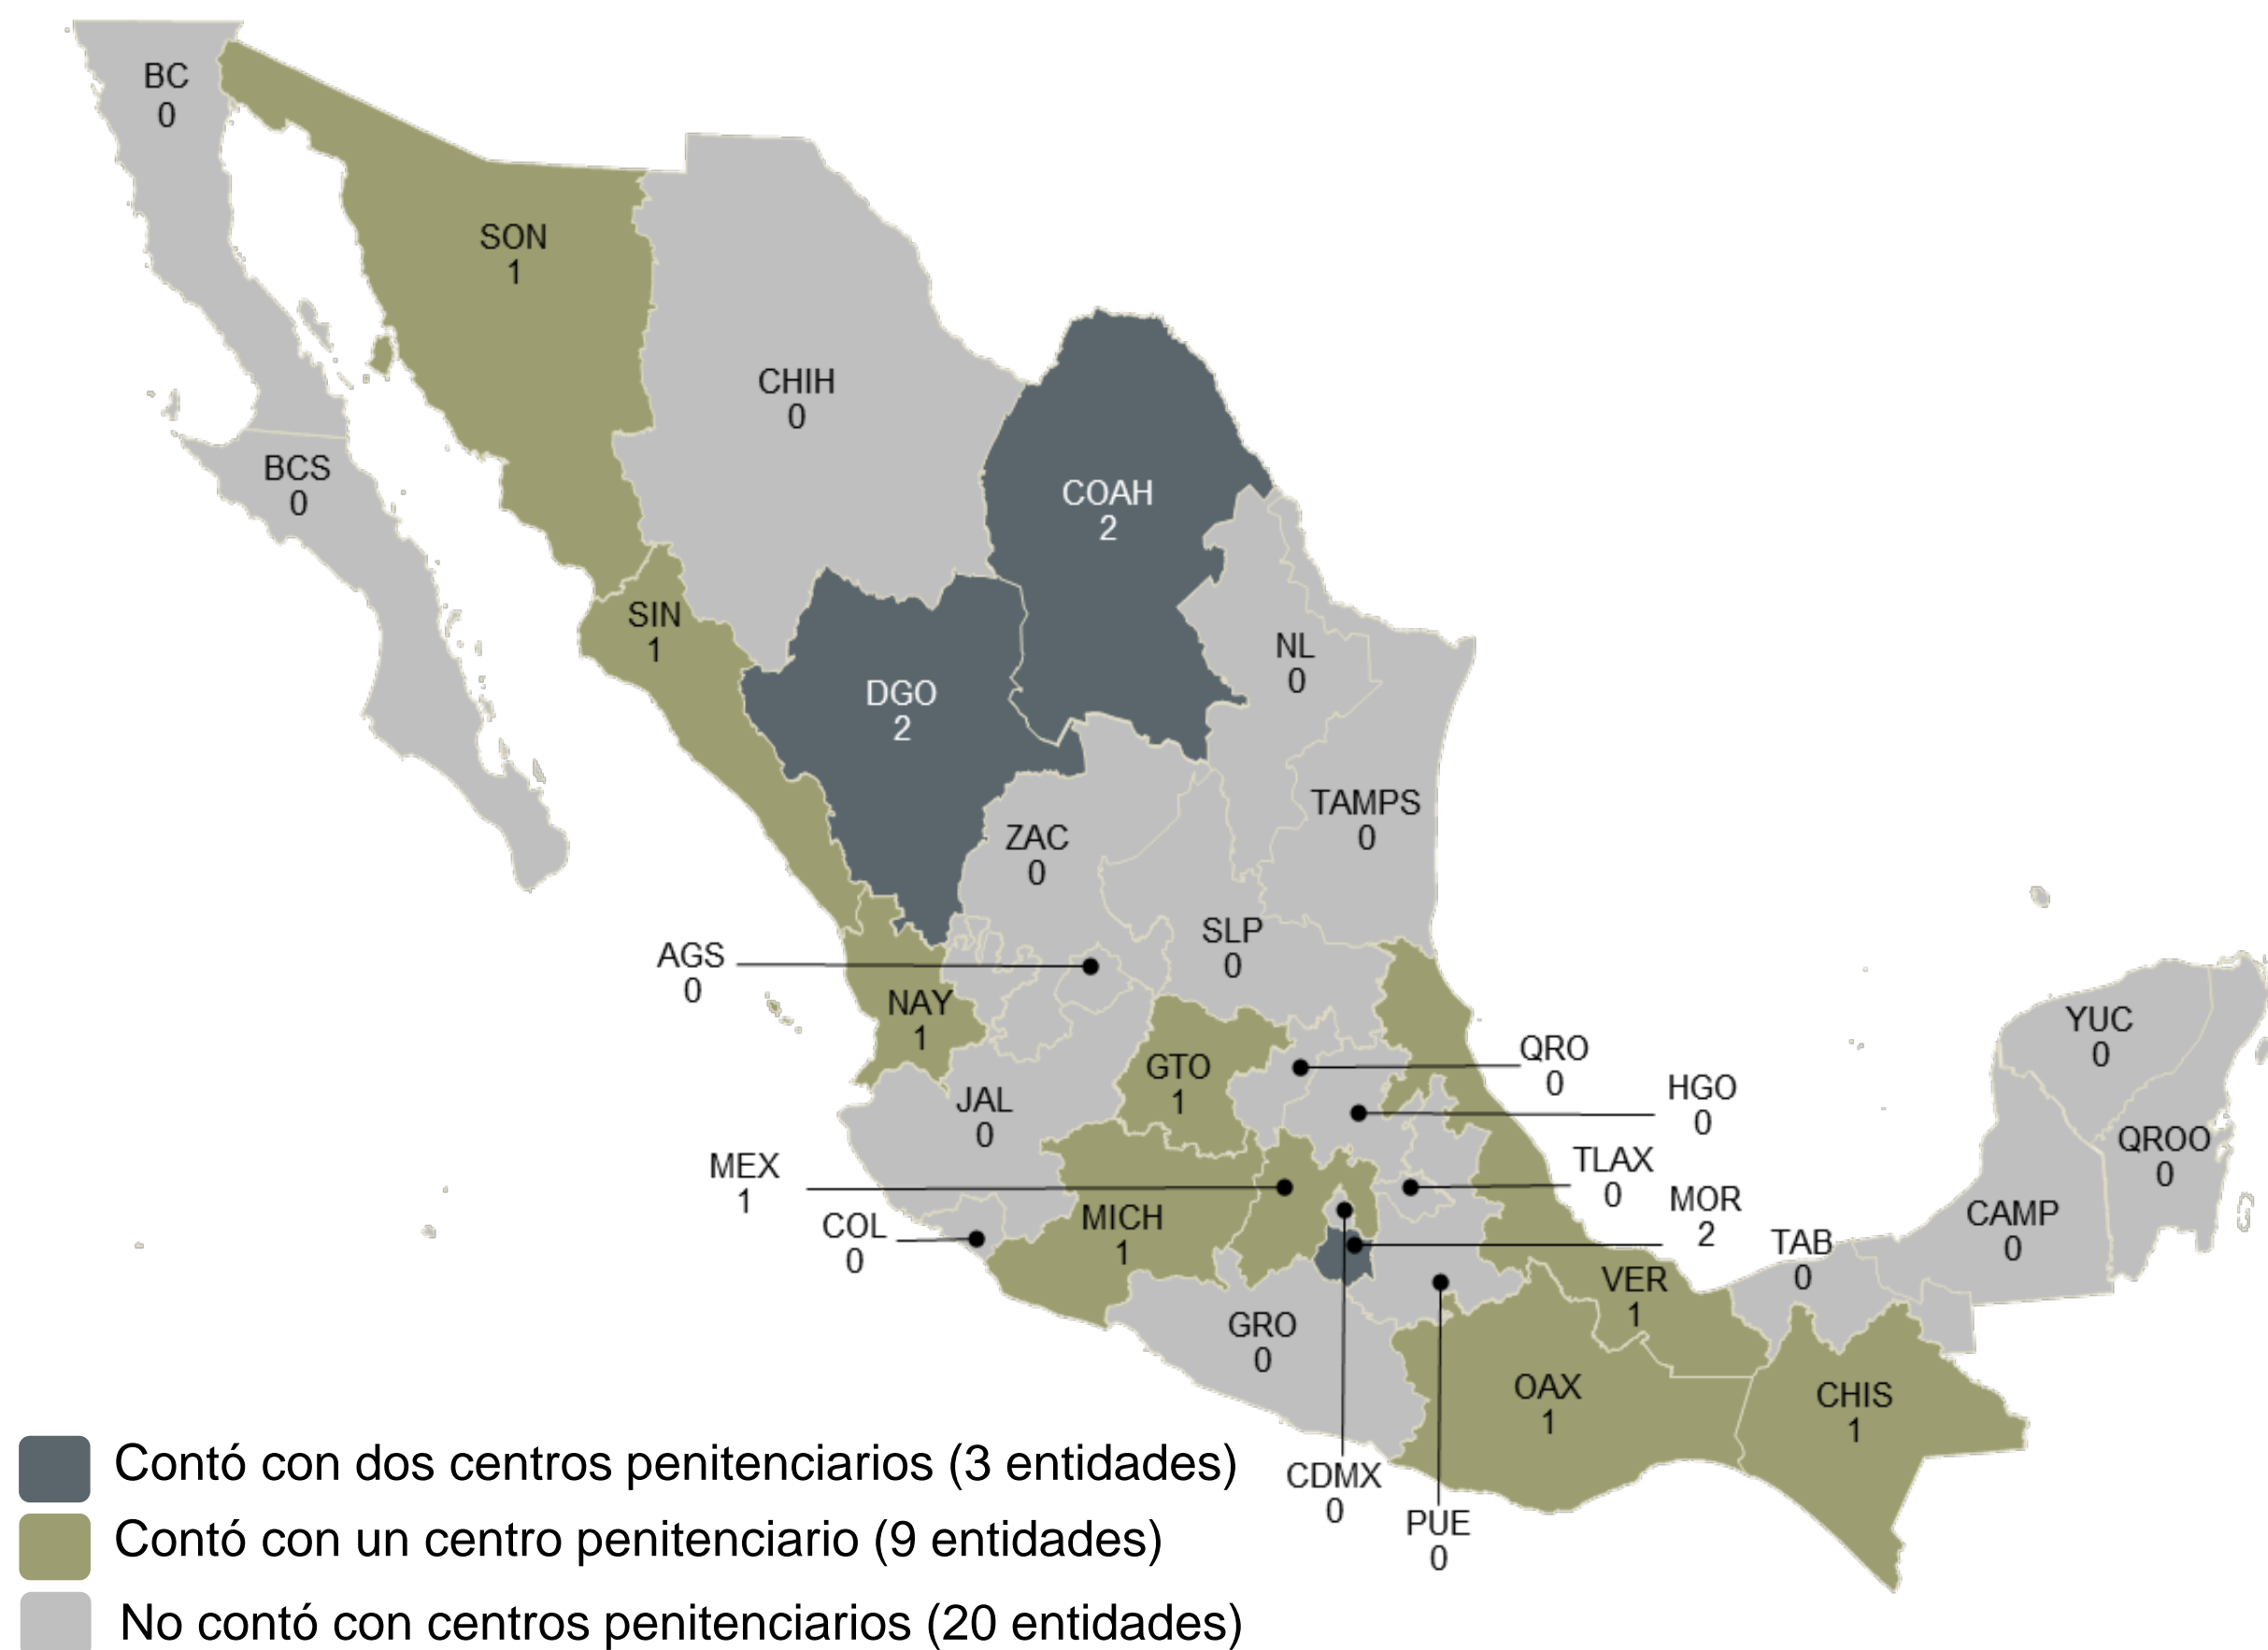 BC
0
SON
1
CHIH
0
BCS
0
COAH
2
SIN
1
NL
0
DGO
2
TAMPS
0
ZAC
0
SLP
0
AGS
0
NAY
1
YUC
0
GTO
1
QRO
0
HGO
0
JAL
0
QROO
0
MEX
1
TLAX
0
MOR
2
COL
0
MICH
1
CAMP
0
TAB
0
VER
1
GRO
0
OAX
1
CHIS
1
CDMX
0
PUE
0
Contó con dos centros penitenciarios (3 entidades)
Contó con un centro penitenciario (9 entidades)
No contó con centros penitenciarios (20 entidades)